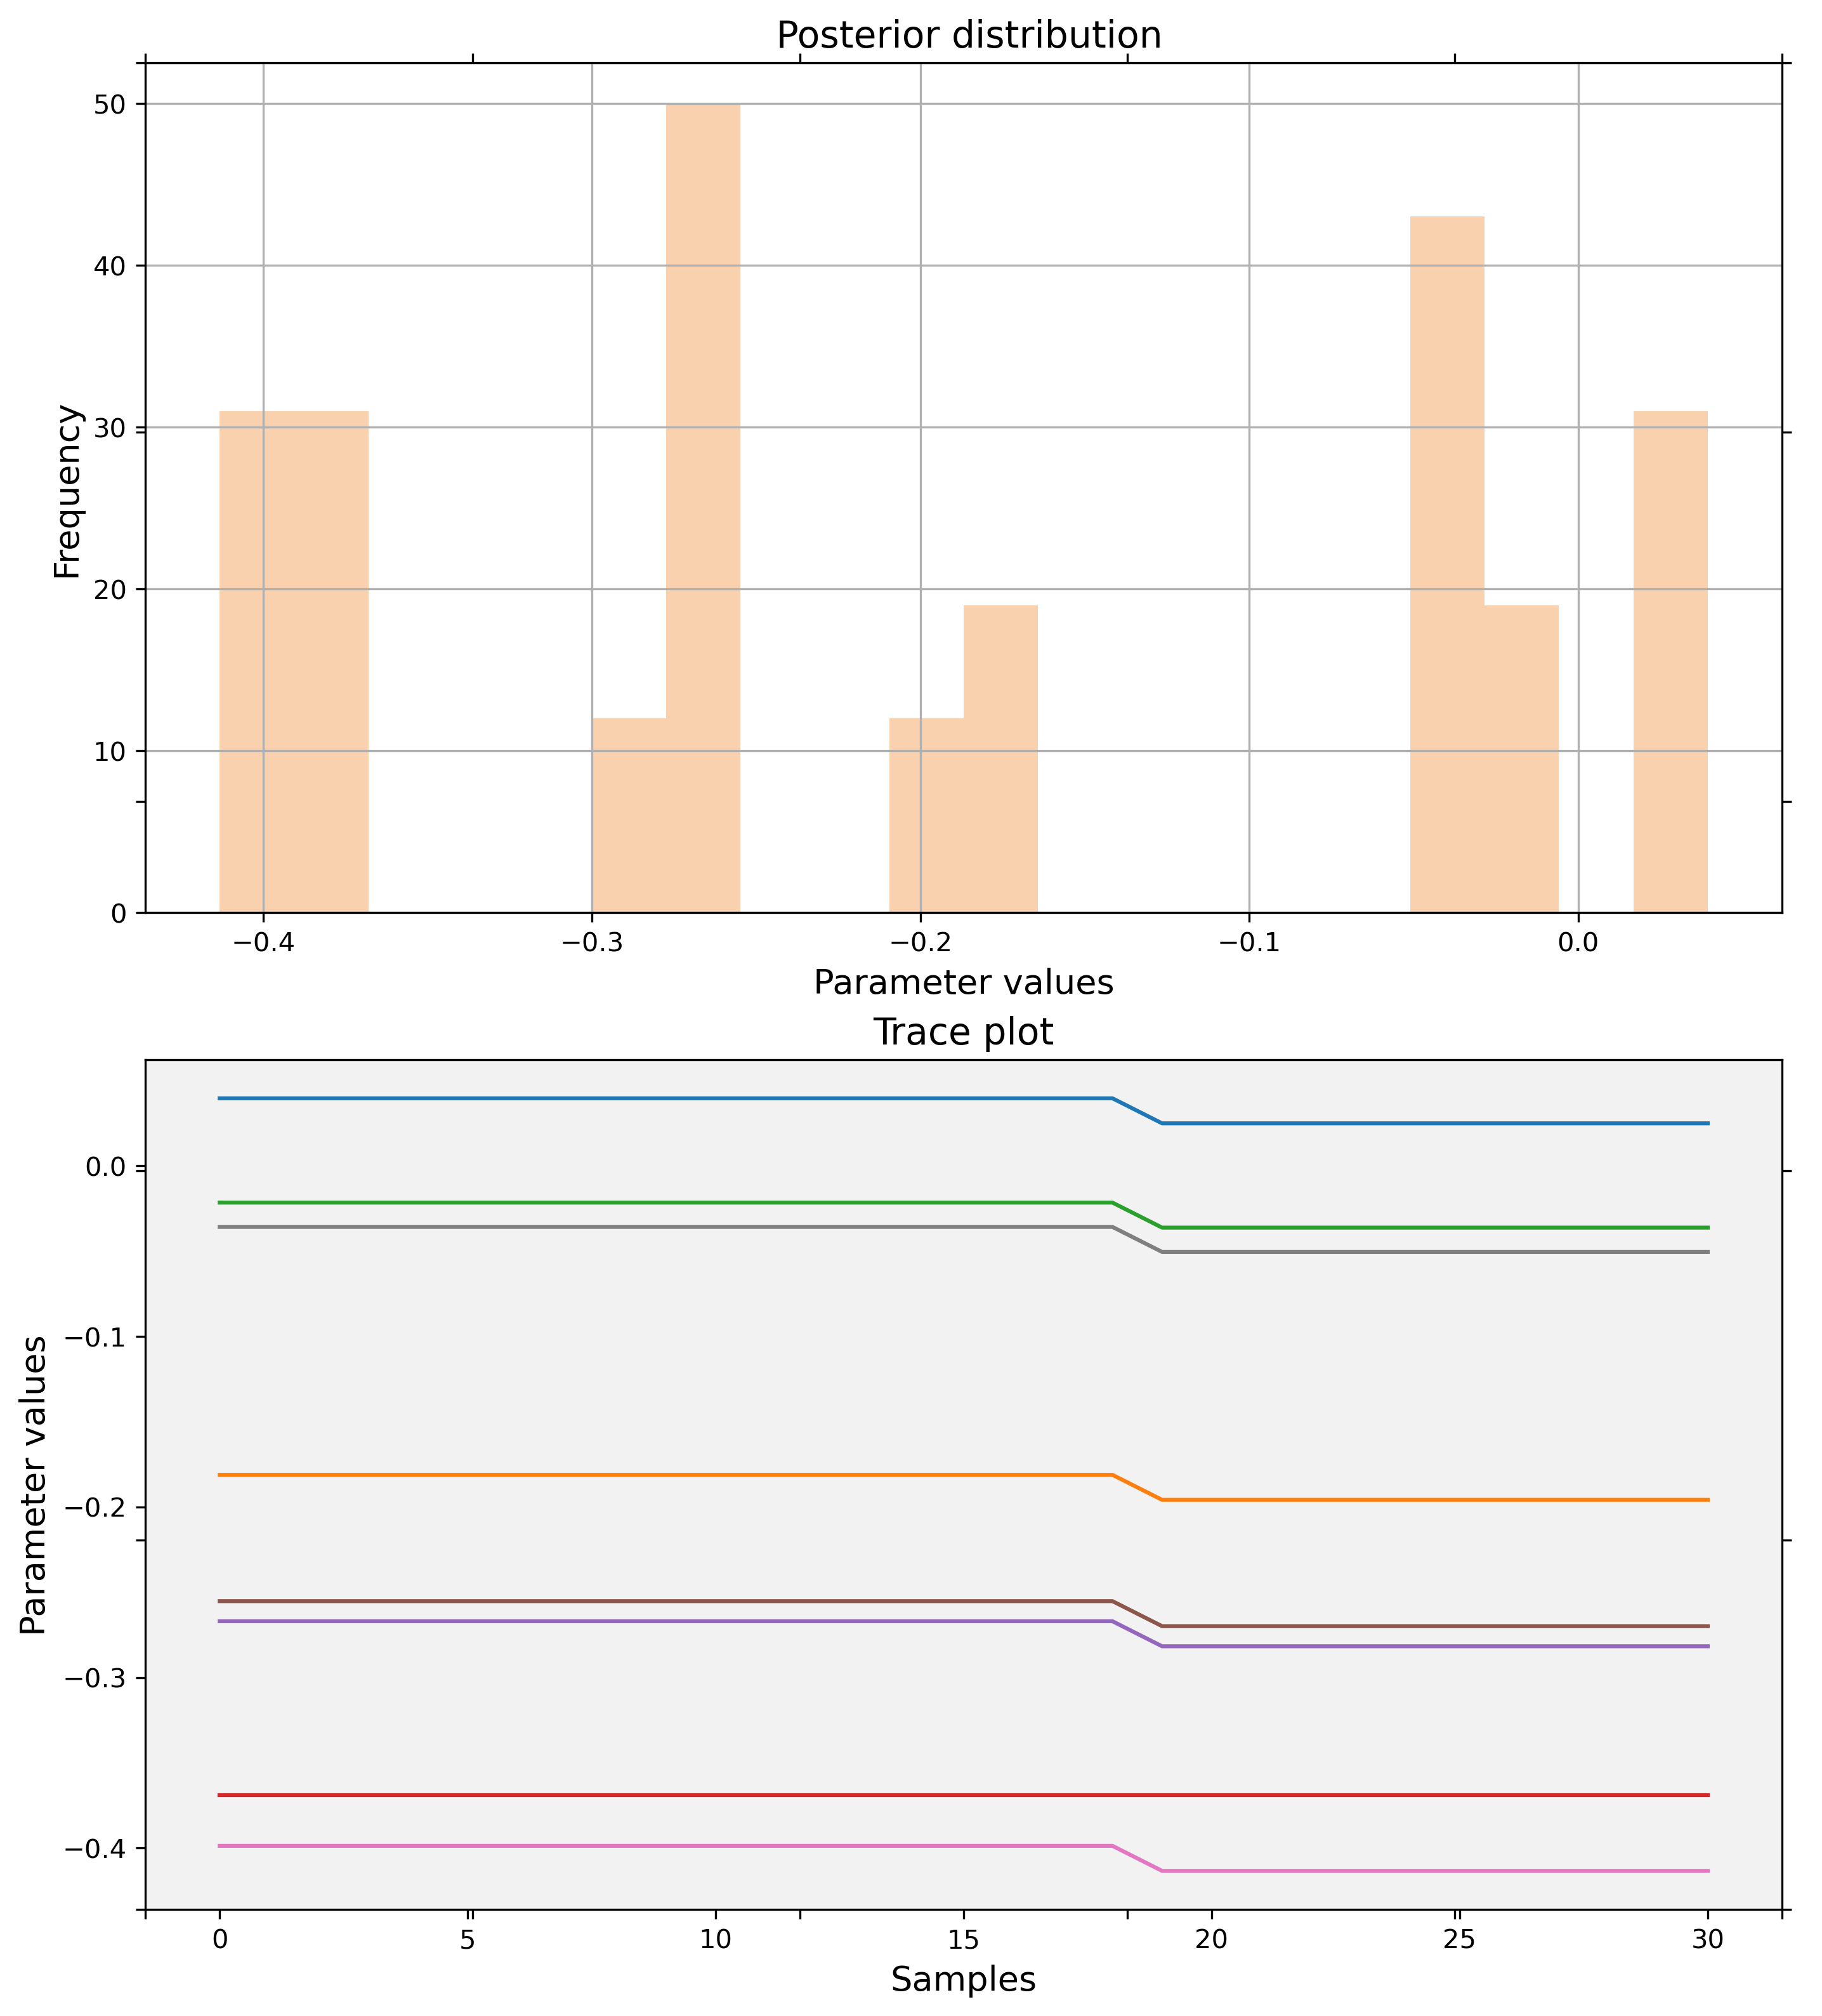 Posterior distribution
50
40
30
20
10
0
Frequency
−0.4 −0.3 −0.2 −0.1 0.0
Parameter values
Trace plot
0.0
−0.1
−0.2
−0.3
−0.4
Parameter values
0 5 10 15 20 25 30
Samples